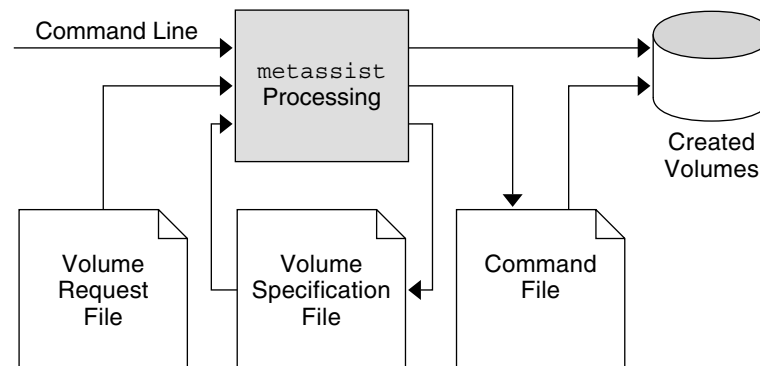 Command Line
metassist
Processing
Created
Volumes
Volume
Request
File
Volume
Specification
File
Command
File